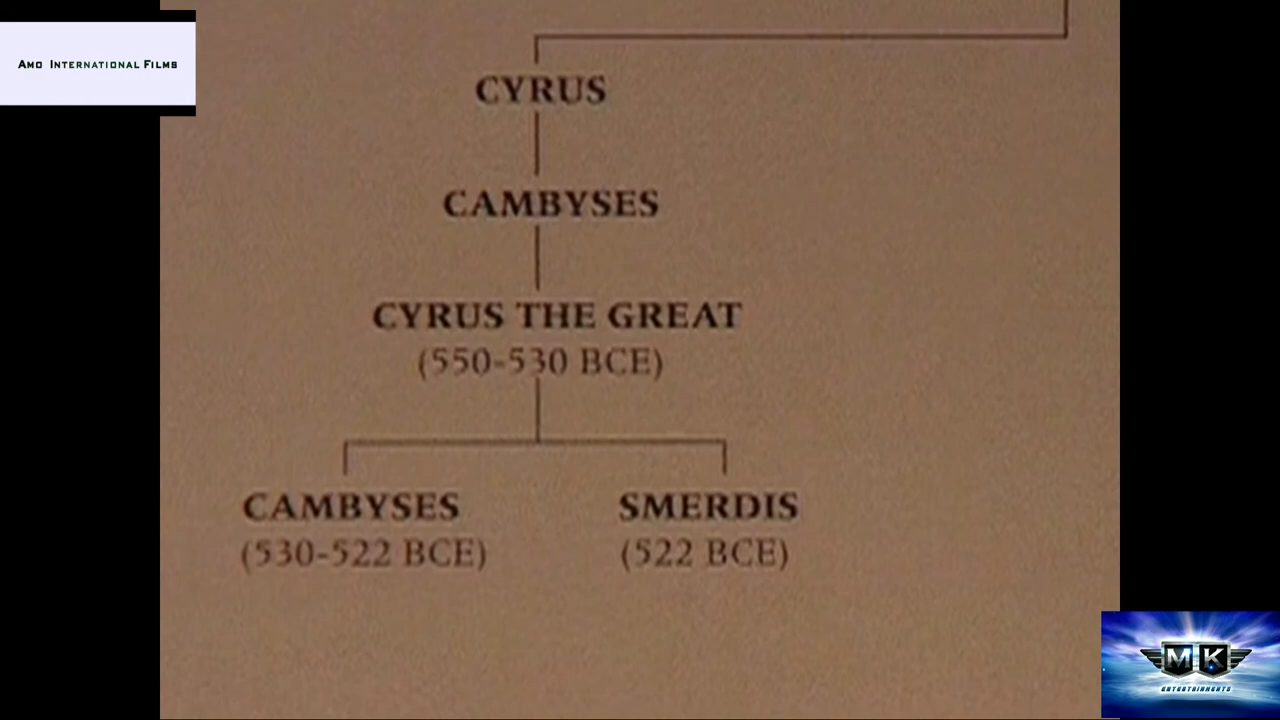 AMO INTERNATIONAL FILMS
CYRUS
CAMBYSES
CYRUS THE GREAT
(550-530 BCE)
CAMBYSES
SMERDIS
(530-522 BCE)
(522 BCE)
MK
ENTERTAINMENTS